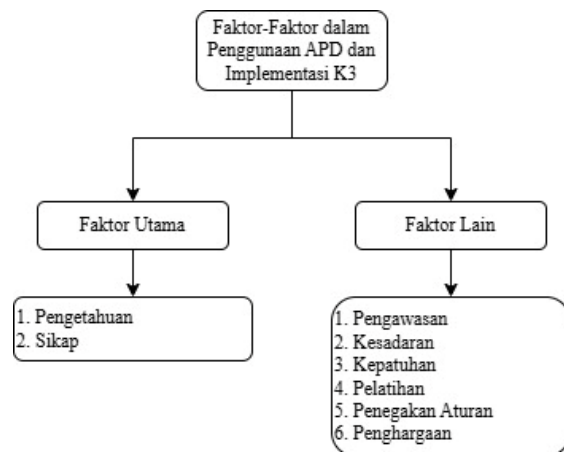 Faktor-Faktor dalam
Penggunaan APD dan
Implementasi K3
Faktor Utama
Faktor Lain
1. Pengetahuan
2. Sikap
1. Pengawasan
2. Kesadaran
3. Kepatuhan
4. Pelatihan
5. Penegakan Aturan
6. Penghargaan